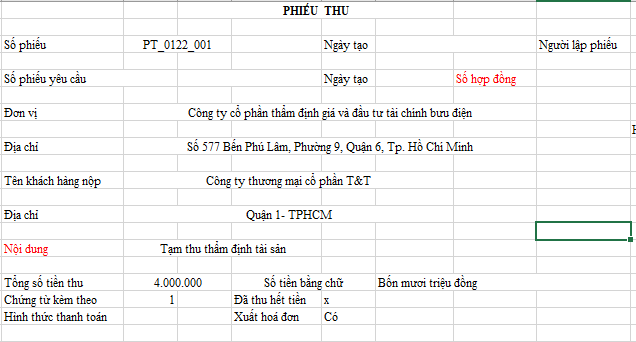 PHIẾU THU
Số phiếu PT_0122_001 Ngày tạo Người lập phiếu
Số phiếu yêu cầu Ngày tạo Số hợp đồng
Đơn vị Công ty cổ phần thẩm định giá và đầu tư tài chính bưu điện
Địa chỉ Số 577 Bến Phú Lâm, Phường 9, Quận 6, Tp. Hồ Chí Minh
Tên khách hàng nộp Công ty thương mại cổ phần T&T
Địa chỉ Quận 1- TPHCM
Nội dung Tạm thu thẩm định tài sản
Tổng số tiền thu 4.000.000 Số tiền bằng chữ Bốn mươi triệu đồng
Chứng từ kèm theo 1 Đã thu hết tiền x
Hình thức thanh toán Xuất hoá đơn Có